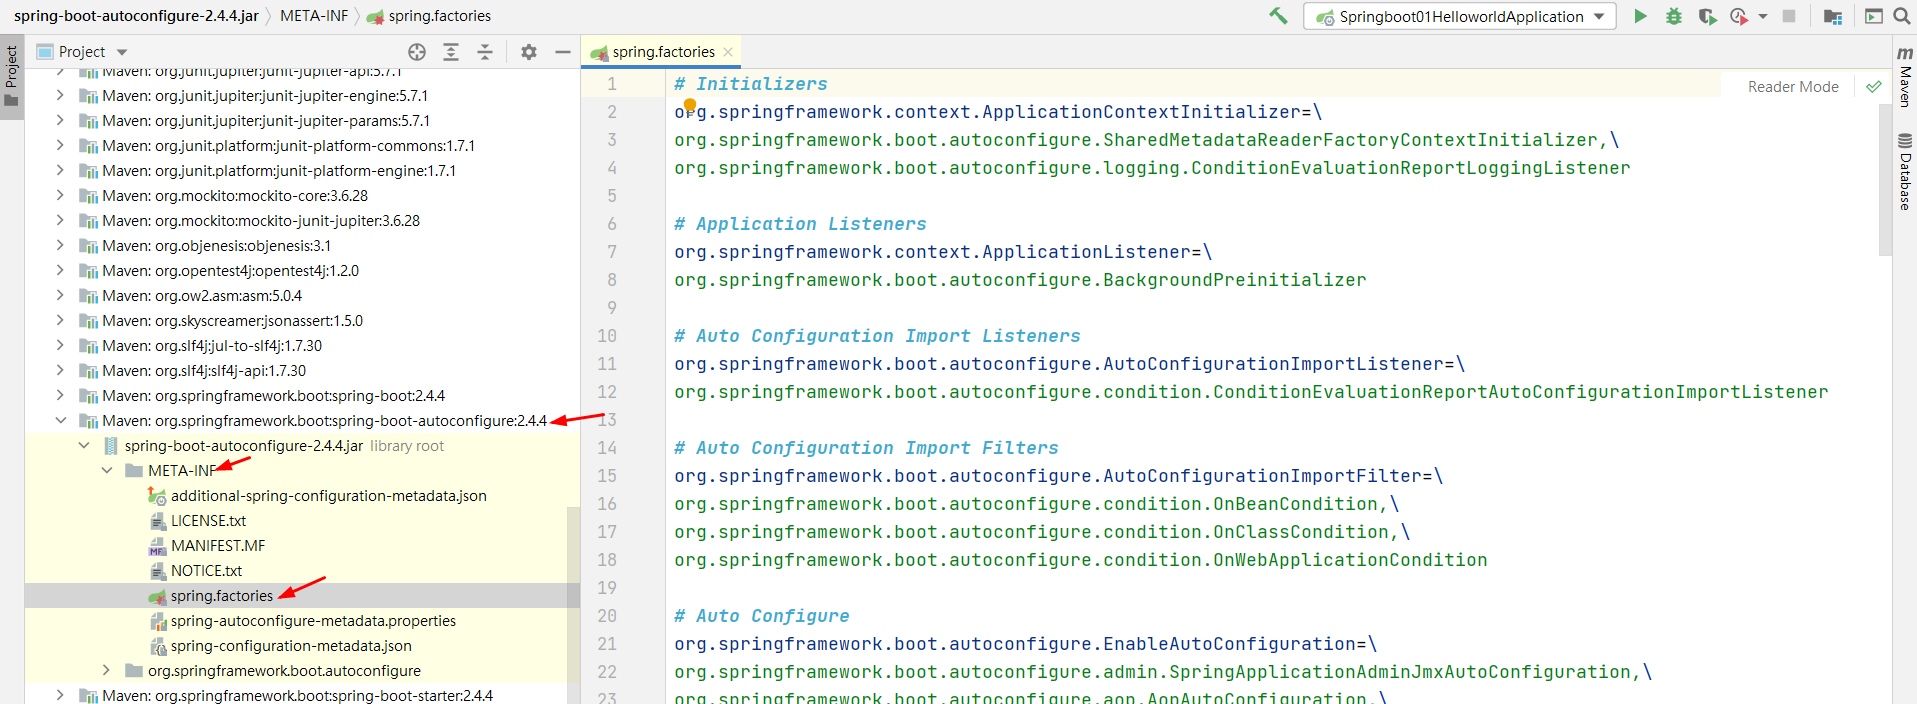 spring-boot-autoconfigure-2.4.4.jar META-INF spring.factories
Springboot01HelloworldApplication
Project
Project
Maven: org.junit.jupiter:junit-jupiter-api:5.7.1
Maven: org.junit.jupiter:junit-jupiter-engine:5.7.1
Maven: org.junit.jupiter:junit-jupiter-params:5.7.1
Maven: org.junit.platform:junit-platform-commons:1.7.1
Maven: org.junit.platform:junit-platform-engine:1.7.1
Maven: org.mockito:mockito-core:3.6.28
Maven: org.mockito:mockito-junit-jupiter:3.6.28
Maven: org.objenesis:objenesis:3.1
Maven: org.opentest4j:opentest4j:1.2.0
Maven: org.ow2.asm:asm:5.0.4
Maven: org.skyscreamer:jsonassert:1.5.0
Maven: org.slf4j:jul-to-slf4j:1.7.30
Maven: org.slf4j:slf4j-api:1.7.30
Maven: org.springframework.boot:spring-boot:2.4.4
Maven: org.springframework.boot:spring-boot-autoconfigure:2.4.4
spring-boot-autoconfigure-2.4.4.jar library root
META-INF
additional-spring-configuration-metadata.json
LICENSE.txt
MF MANIFEST.MF
NOTICE.txt
spring.factories
spring-autoconfigure-metadata.properties
spring-configuration-metadata.json
org.springframework.boot.autoconfigure
Maven: org.springframework.boot:spring-boot-starter:2.4.4
spring.factories
Reader Mode
1 # Initializers
2 org.springframework.context.ApplicationContextInitializer=\
3 org.springframework.boot.autoconfigure.SharedMetadataReaderFactoryContextInitializer,\
4 org.springframework.boot.autoconfigure.logging.ConditionEvaluationReportLoggingListener
5
6 # Application Listeners
7 org.springframework.context.ApplicationListener=\
8 org.springframework.boot.autoconfigure.BackgroundPreinitializer
9
10 # Auto Configuration Import Listeners
11 org.springframework.boot.autoconfigure.AutoConfigurationImportListener=\
12 org.springframework.boot.autoconfigure.condition.ConditionEvaluationReportAutoConfigurationImportListener
13
14 # Auto Configuration Import Filters
15 org.springframework.boot.autoconfigure.AutoConfigurationImportFilter=\
16 org.springframework.boot.autoconfigure.condition.OnBeanCondition,\
17 org.springframework.boot.autoconfigure.condition.OnClassCondition,\
18 org.springframework.boot.autoconfigure.condition.OnWebApplicationCondition
19
20 # Auto Configure
21 org.springframework.boot.autoconfigure.EnableAutoConfiguration=\
22 org.springframework.boot.autoconfigure.admin.SpringApplicationAdminJmxAutoConfiguration,\
23 org.springframework.boot.autoconfigure.aop.AopAutoConfiguration,\
m Maven
Database